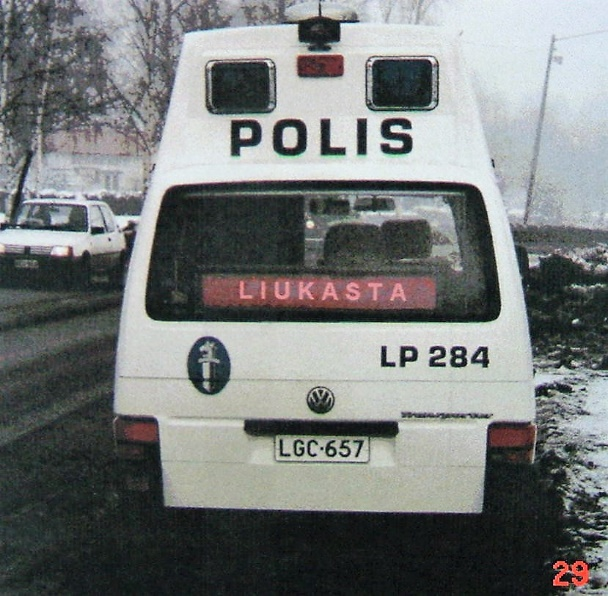 POLIS
LIUKASTA
LP 284
LGC-657
29